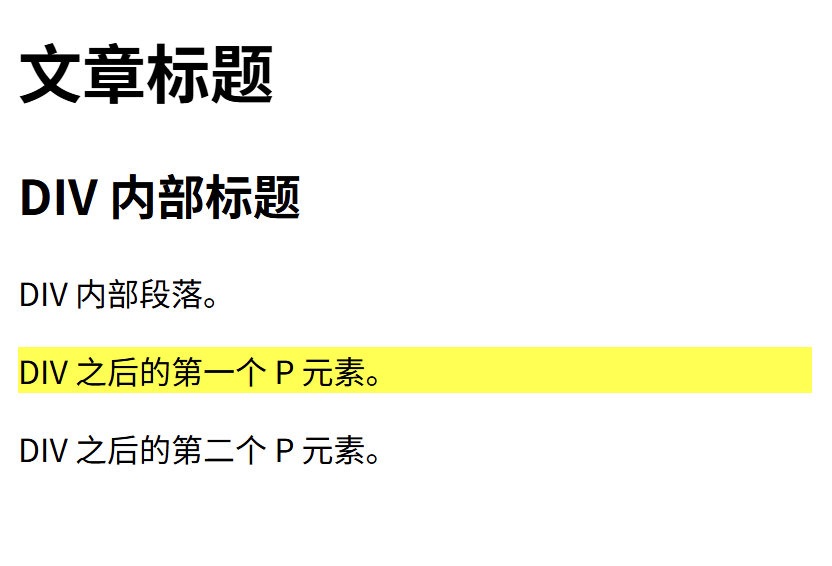 文章标题
DIV 内部标题
DIV 内部段落。
DIV 之后的第一个 P 元素。
DIV 之后的第二个 P 元素。